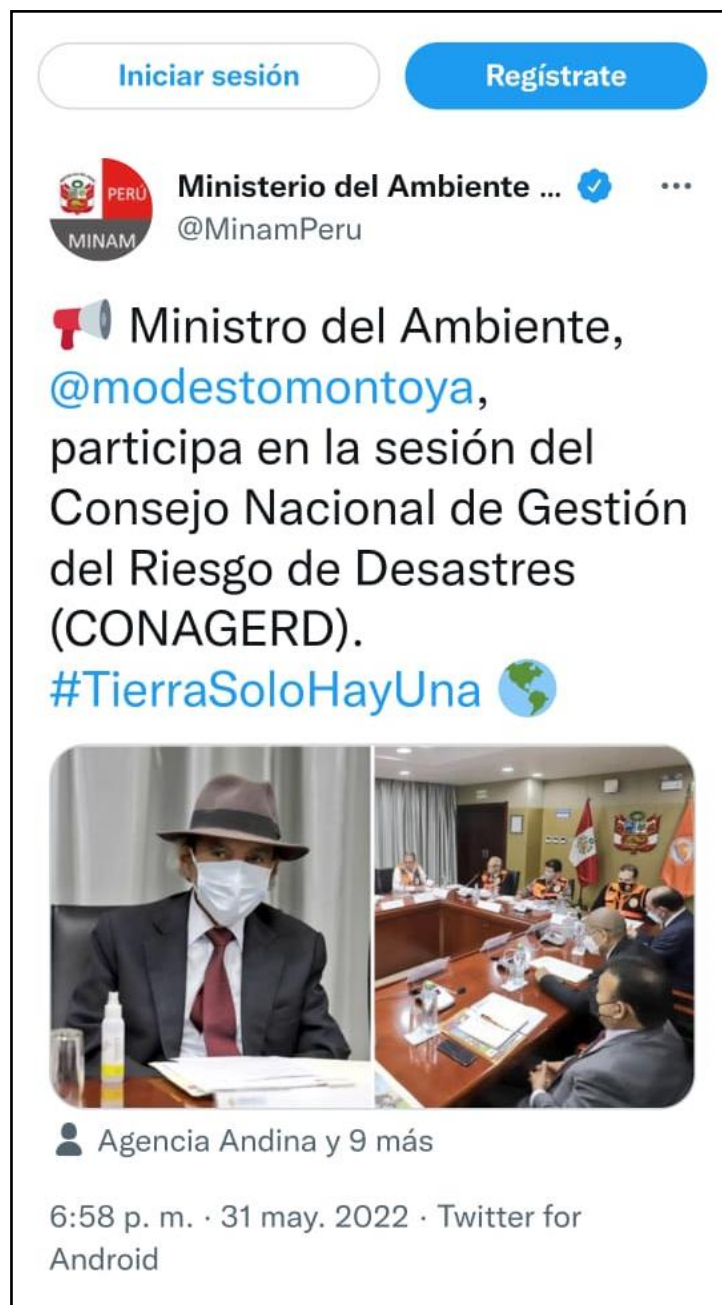 Iniciar sesión
Regístrate
PERÚ
MINAM
Ministerio del Ambiente ...
@MinamPeru
Ministro del Ambiente,
@modestomontoya,
participa en la sesión del
Consejo Nacional de Gestión
del Riesgo de Desastres
(CONAGERD).
#TierraSoloHayUna
Agencia Andina y 9 más
6:58 p. m. · 31 may. 2022 · Twitter for
Android